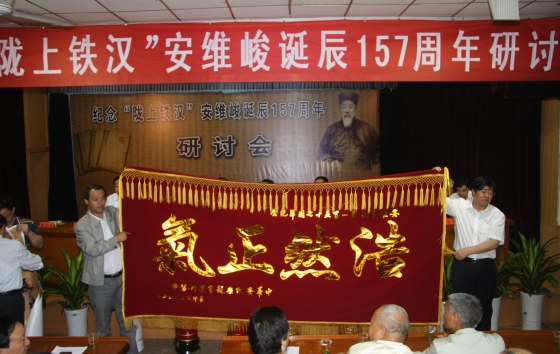 陇上铁汉”安维峻诞辰157周年研讨
纪念“陇上铁汉”安维峻诞辰157周年
研讨会
浩然正氣